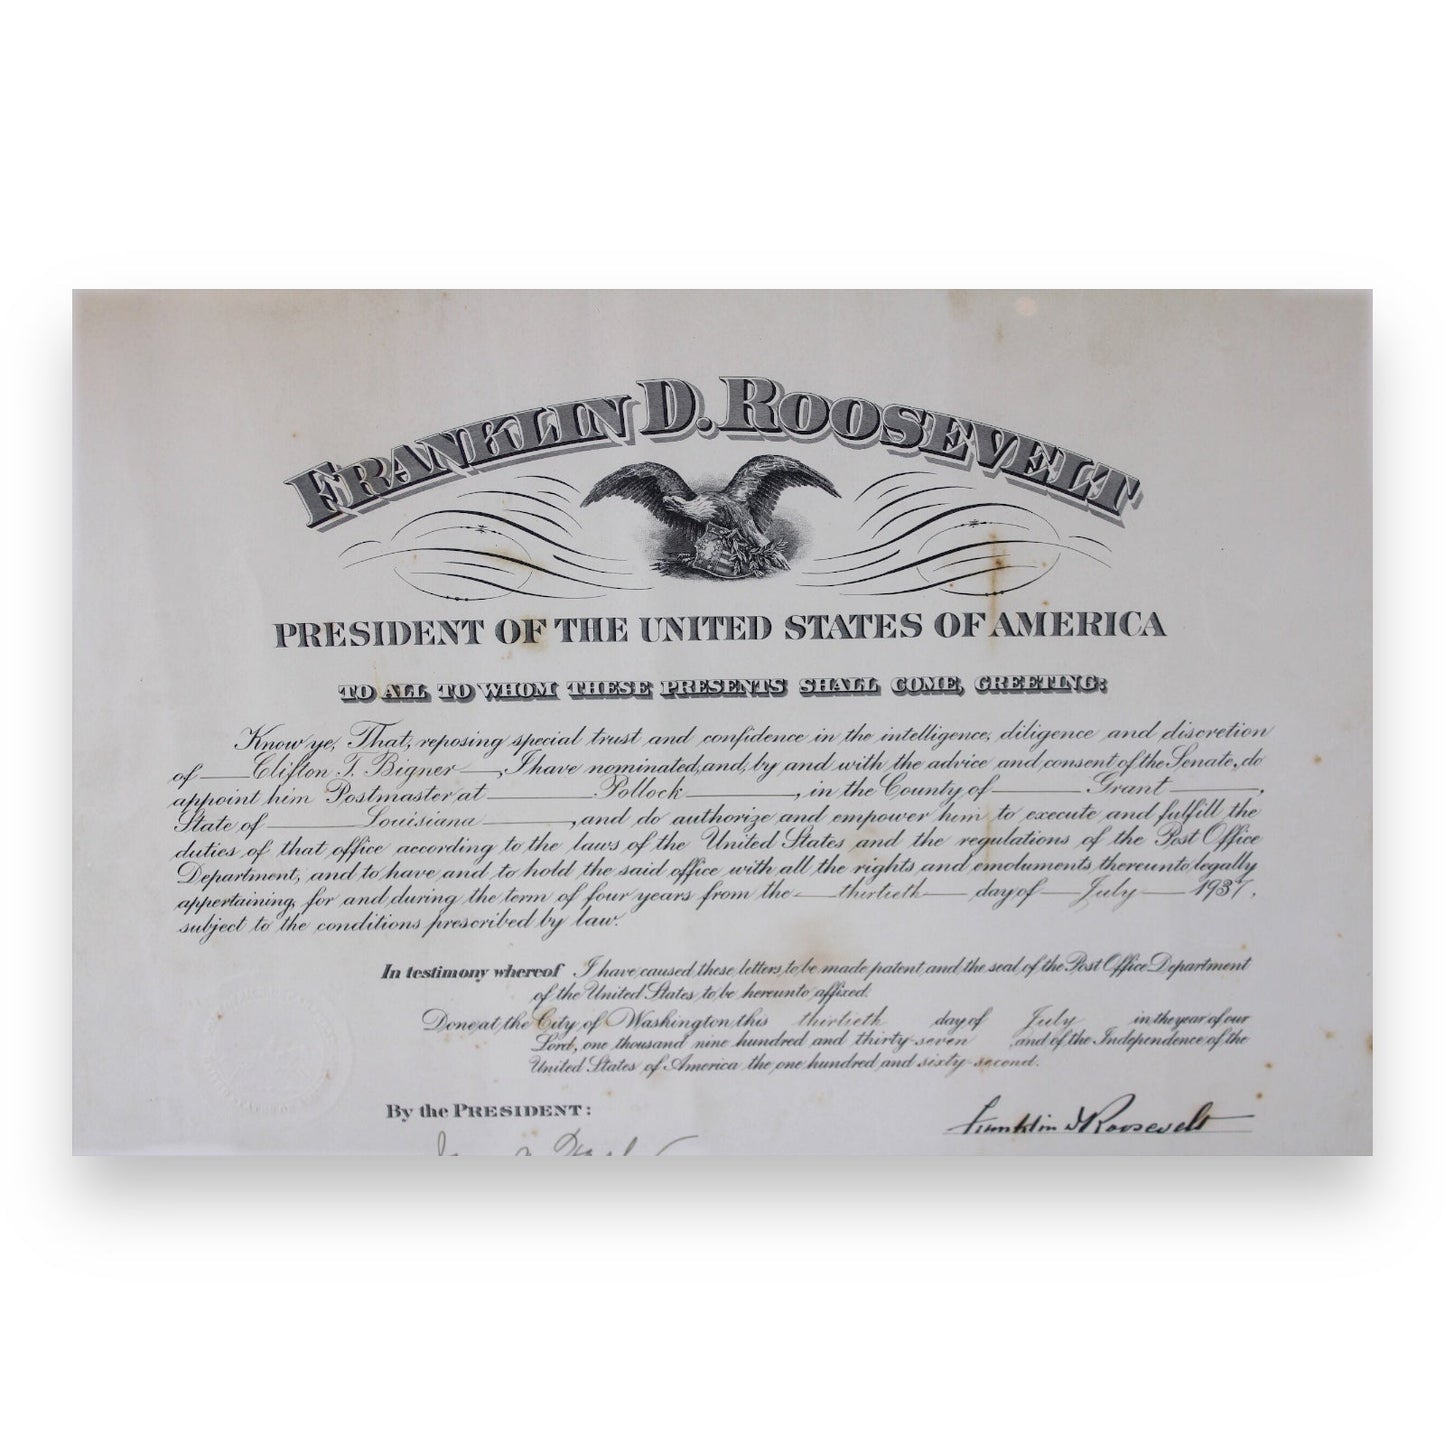 FRANKLIN D. ROOSEVELT
PRESIDENT OF THE UNITED STATES OF AMERICA
TO ALL TO WHOM THESE PRESENTS SHALL COME, GREETING:
Know ye, That, reposing special trust and confidence in the intelligence, diligence and discretion
of Clifton T. Bigner, I have nominated, and, by and with the advice and consent of the Senate, do
appoint him Postmaster at Pollock, in the County of Grant,
State of Louisiana, and do authorize and empower him to execute and fulfill the
duties of that office according to the laws of the United States and the regulations of the Post Office
Department, and to have and to hold the said office with all the rights and emoluments thereunto legally
appertaining, for and during the term of four years from the thirtieth day of July 1937,
subject to the conditions prescribed by law.
In testimony whereof I have caused these letters to be made patent and the seal of the Post Office Department
of the United States to be hereunto affixed.
Done at the City of Washington this thirtieth day of July in the year of our
Lord, one thousand nine hundred and thirty-seven and of the Independence of the
United States of America the one hundred and sixty-second.
By the PRESIDENT:
Franklin D Roosevelt